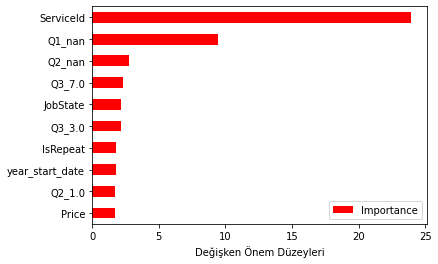 ServiceId
Q1_nan
Q2_nan
Q3_7.0
JobState
Q3_3.0
IsRepeat
year_start_date
Q2_1.0
Price
Importance
0 5 10 15 20 25
Değişken Önem Düzeyleri